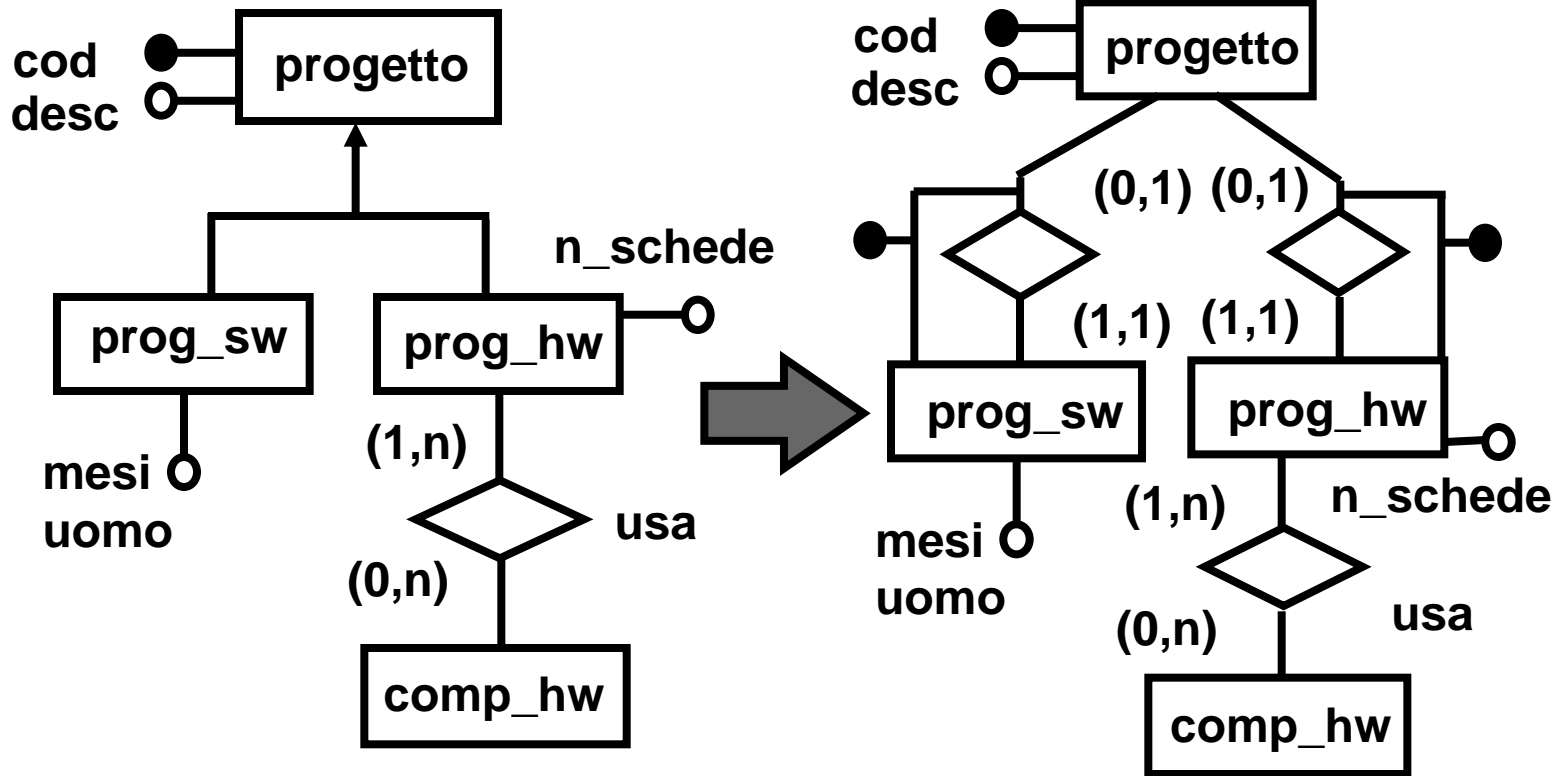 cod
desc
progetto
n_schede
prog_sw
prog_hw
(1,n)
mesi
uomo
usa
(0,n)
comp_hw
cod
desc
progetto
(0,1) (0,1)
(1,1) (1,1)
prog_sw
prog_hw
(1,n)
n_schede
mesi
uomo
usa
(0,n)
comp_hw